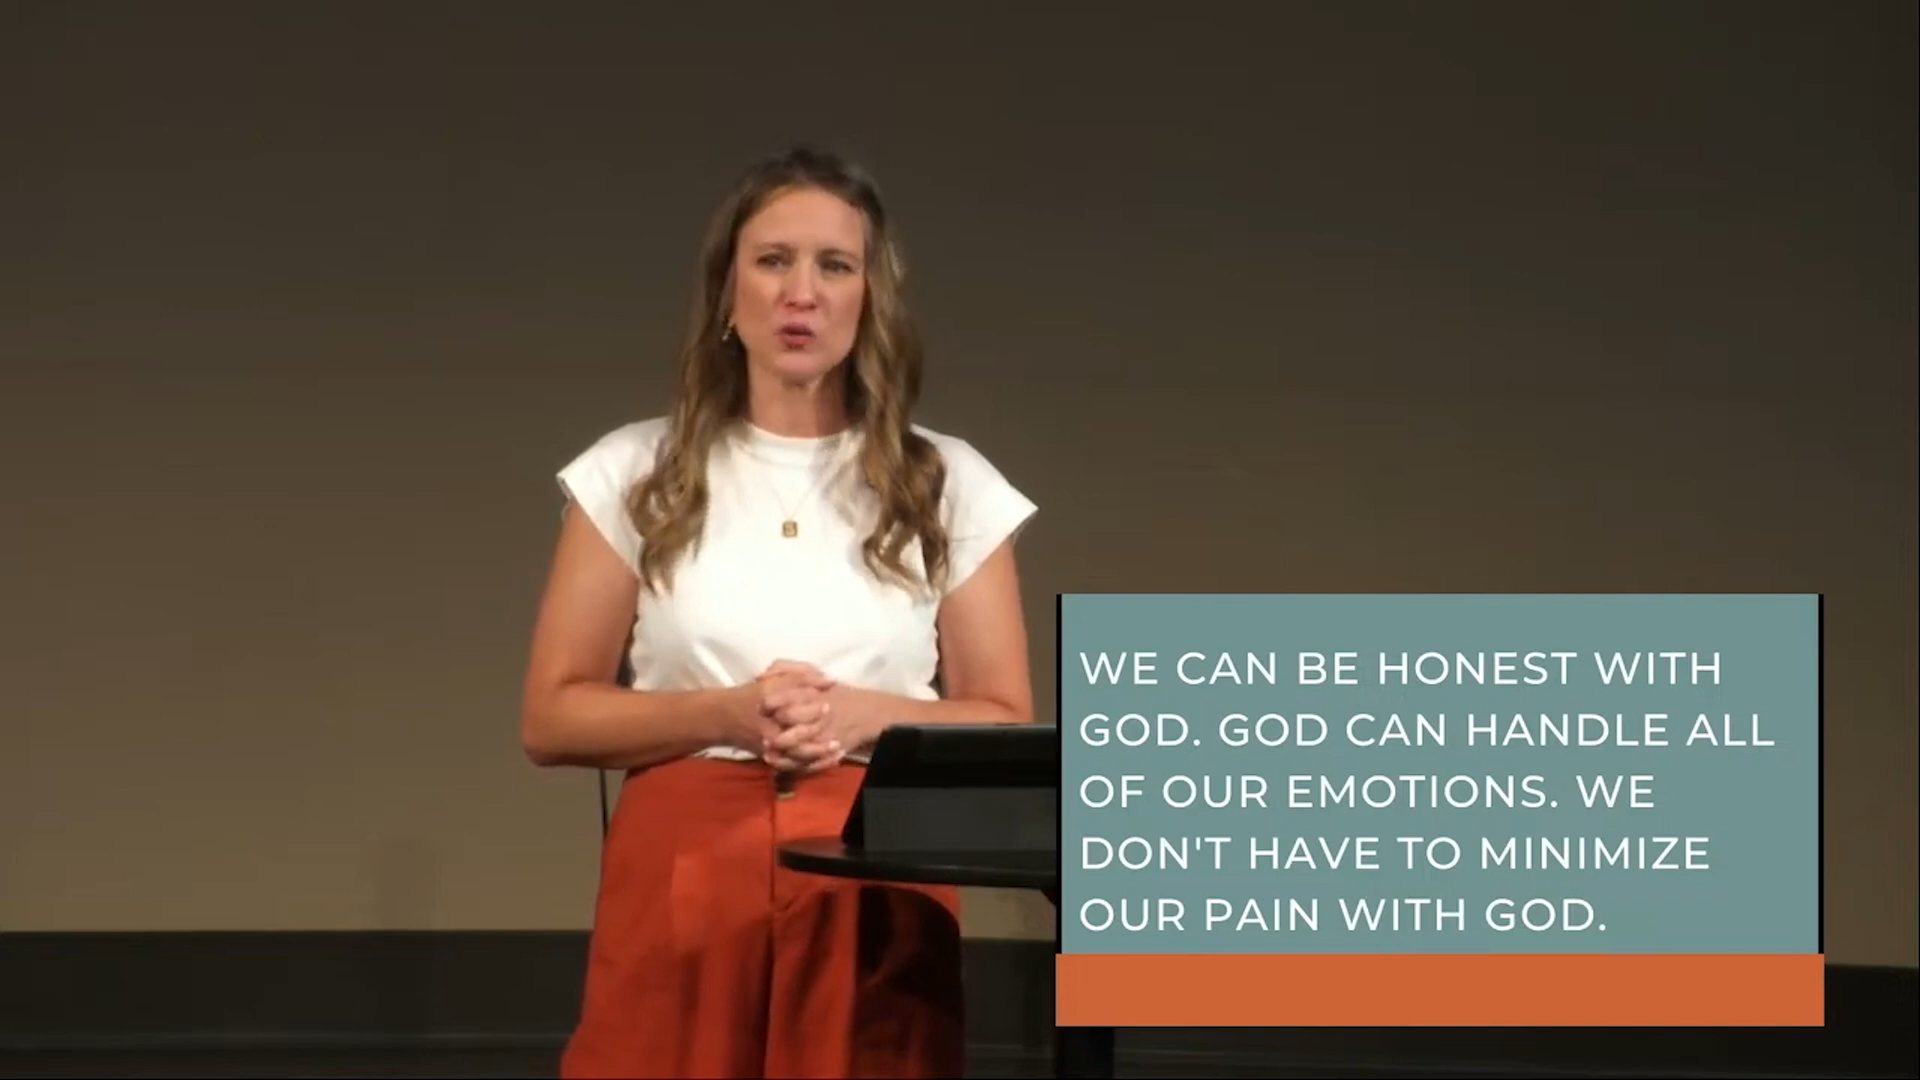 WE CAN BE HONEST WITH
GOD. GOD CAN HANDLE ALL
OF OUR EMOTIONS. WE
DON'T HAVE TO MINIMIZE
OUR PAIN WITH GOD.